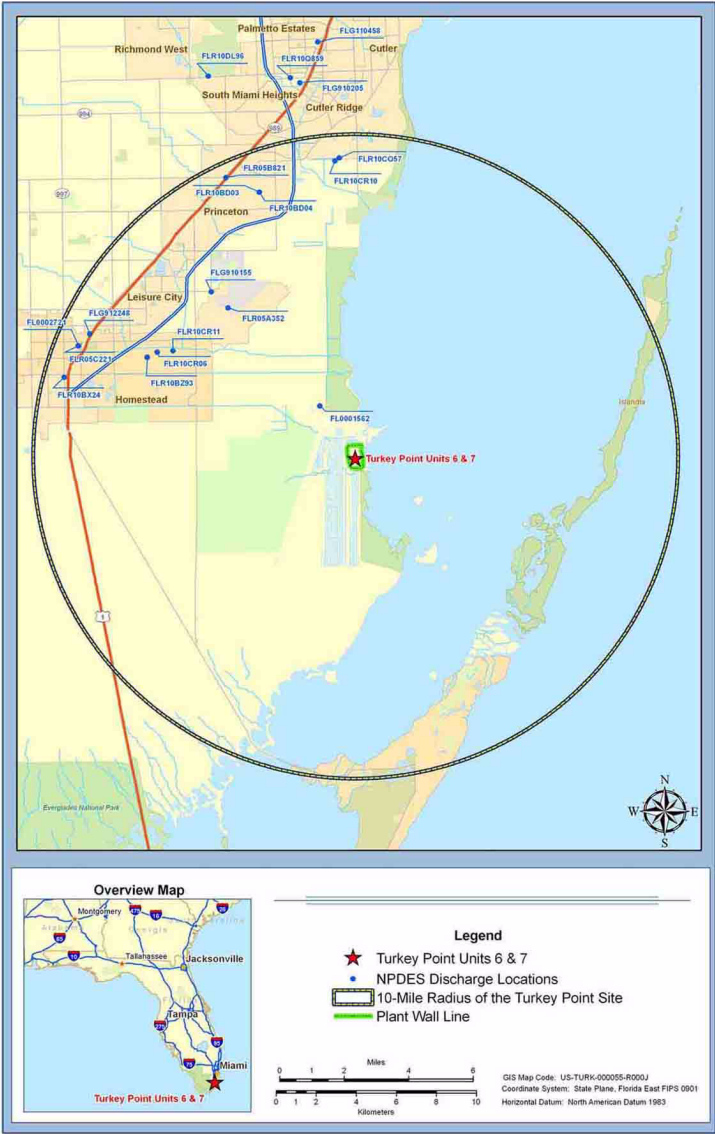 Palmetto Estates
FLG110458
Richmond West
FLR10DL96
Cutler
FLR10Q859
South Miami Heights
FLG910205
Cutler Ridge
994
989
FLR10CO57
FLR05B821
FLR10CR10
997
FLR10BD03
Princeton
FLR10BD04
FLG910155
Leisure City
FLG912248
FL0002721
FLR05A352
FLR10CR11
FLR05C221
FLR10CR06
FLR10BZ93
FLR10BX24
Homestead
FL0001562
Islandia
Turkey Point Units 6 & 7
1
Everglades National Park
N
W
E
S
Overview Map
Montgomery
Tallahassee
Jacksonville
Tampa
Miami
Turkey Point Units 6 & 7
Legend
Turkey Point Units 6 & 7
NPDES Discharge Locations
10-Mile Radius of the Turkey Point Site
Plant Wall Line
Miles
0 1 2 4 6
0 1 2 4 6 8 10
Kilometers
GIS Map Code: US-TURK-000055-R000J
Coordinate System: State Plane, Florida East FIPS 0901
Horizontal Datum: North American Datum 1983